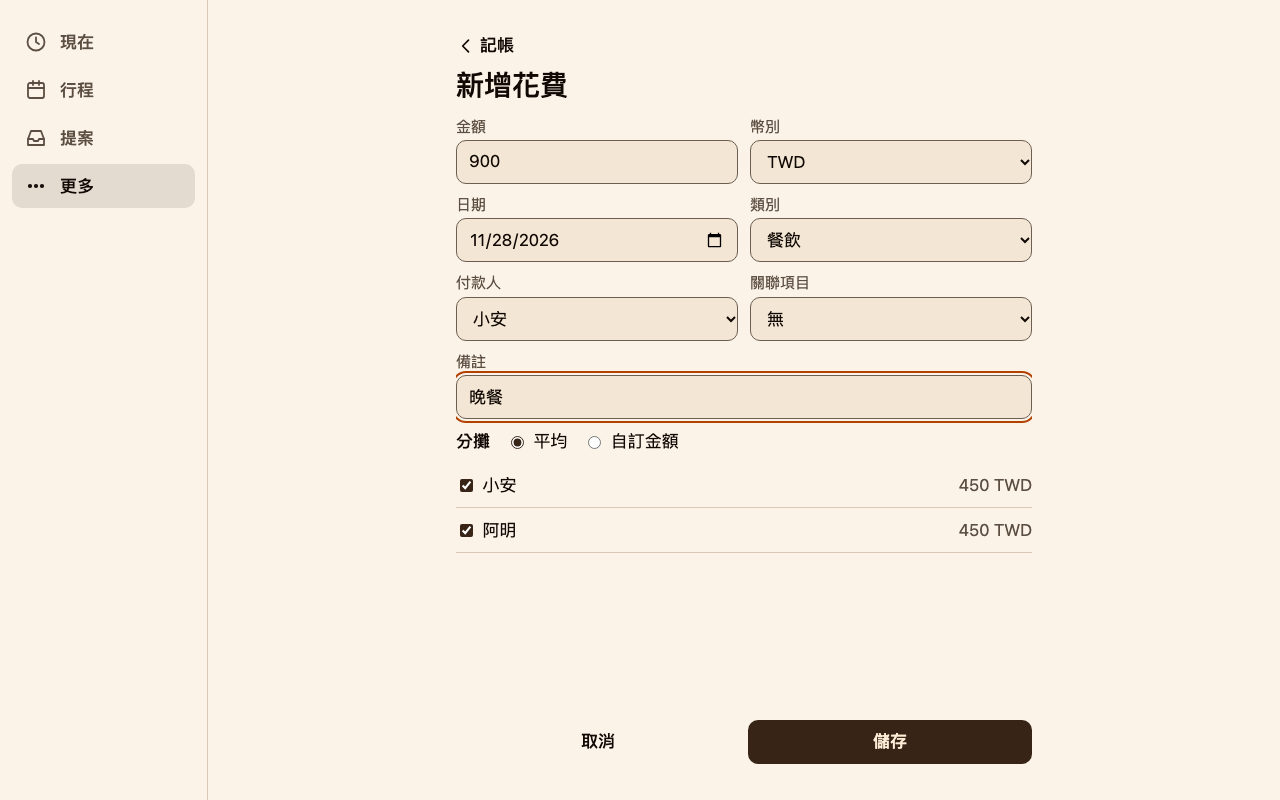 現在
行程
提案
更多
記帳
新增花費
金額 幣別
900 TWD
日期 類別
11/28/2026 餐飲
付款人 關聯項目
小安 無
備註
晚餐
分攤 平均 自訂金額
小安 450 TWD
阿明 450 TWD
取消 儲存